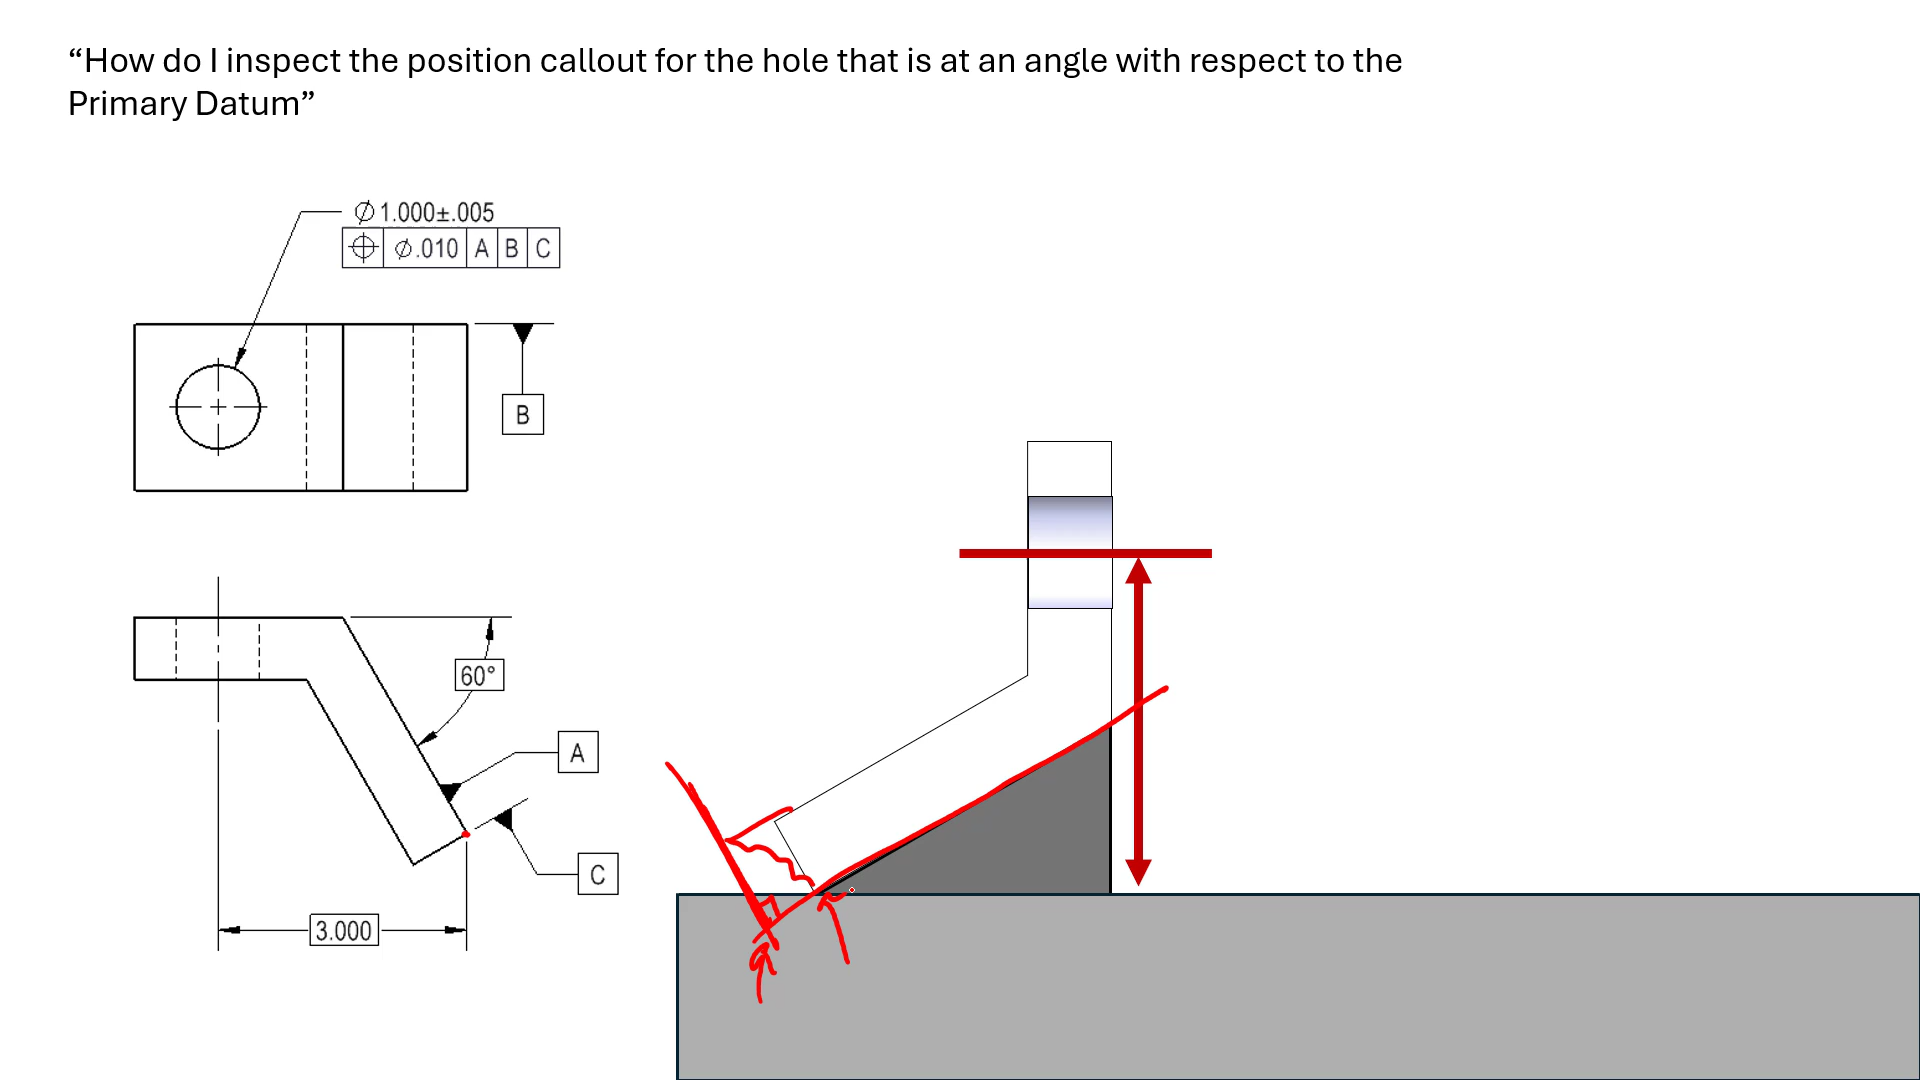 “How do I inspect the position callout for the hole that is at an angle with respect to the
Primary Datum”
⌀1.000±.005
⌖ ⌀.010 A B C
B
60°
A
C
3.000